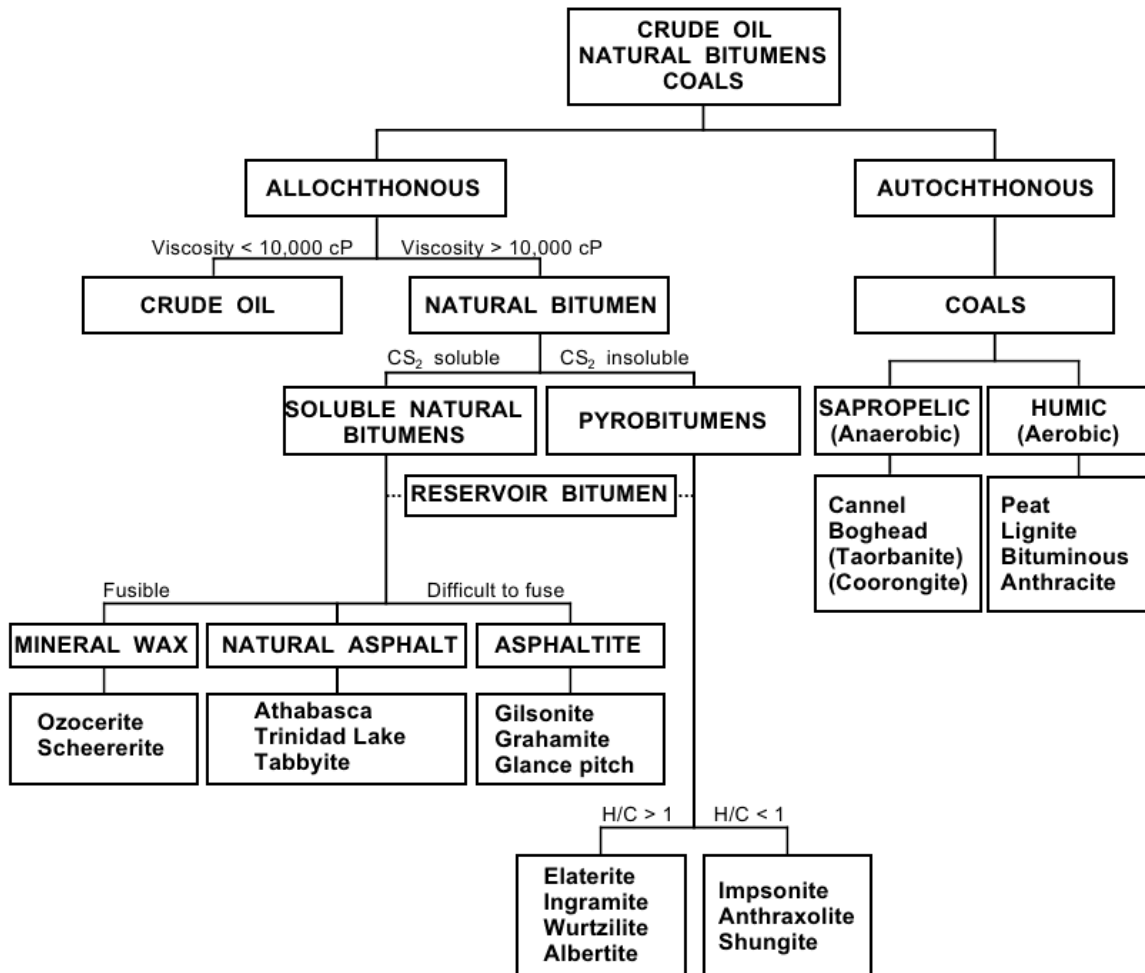 CRUDE OIL
NATURAL BITUMENS
COALS
ALLOCHTHONOUS
AUTOCHTHONOUS
Viscosity < 10,000 cP
Viscosity > 10,000 cP
CRUDE OIL
NATURAL BITUMEN
COALS
CS₂ soluble
CS₂ insoluble
SOLUBLE NATURAL
BITUMENS
PYROBITUMENS
SAPROPELIC
(Anaerobic)
HUMIC
(Aerobic)
RESERVOIR BITUMEN
Cannel
Boghead
(Taorbanite)
(Coorongite)
Peat
Lignite
Bituminous
Anthracite
Fusible
Difficult to fuse
MINERAL WAX
NATURAL ASPHALT
ASPHALTITE
Ozocerite
Scheererite
Athabasca
Trinidad Lake
Tabbyite
Gilsonite
Grahamite
Glance pitch
H/C > 1
H/C < 1
Elaterite
Ingramite
Wurtzilite
Albertite
Impsonite
Anthraxolite
Shungite